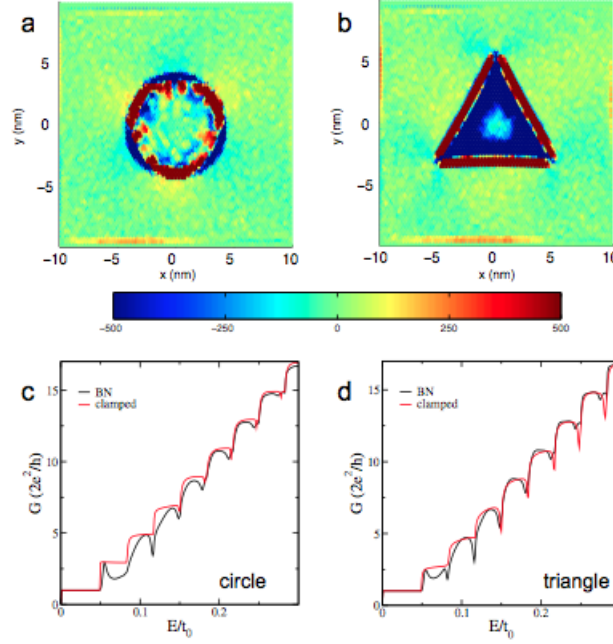 a
b
5
0
-5
y (nm)
-10 -5 0 5 10
x (nm)
5
0
-5
y (nm)
-10 -5 0 5 10
x (nm)
-500 -250 0 250 500
c
BN
clamped
15
10
5
0
G (2e²/h)
0 0.1 0.2
E/t₀
circle
d
BN
clamped
15
10
5
0
G (2e²/h)
0 0.1 0.2
E/t₀
triangle